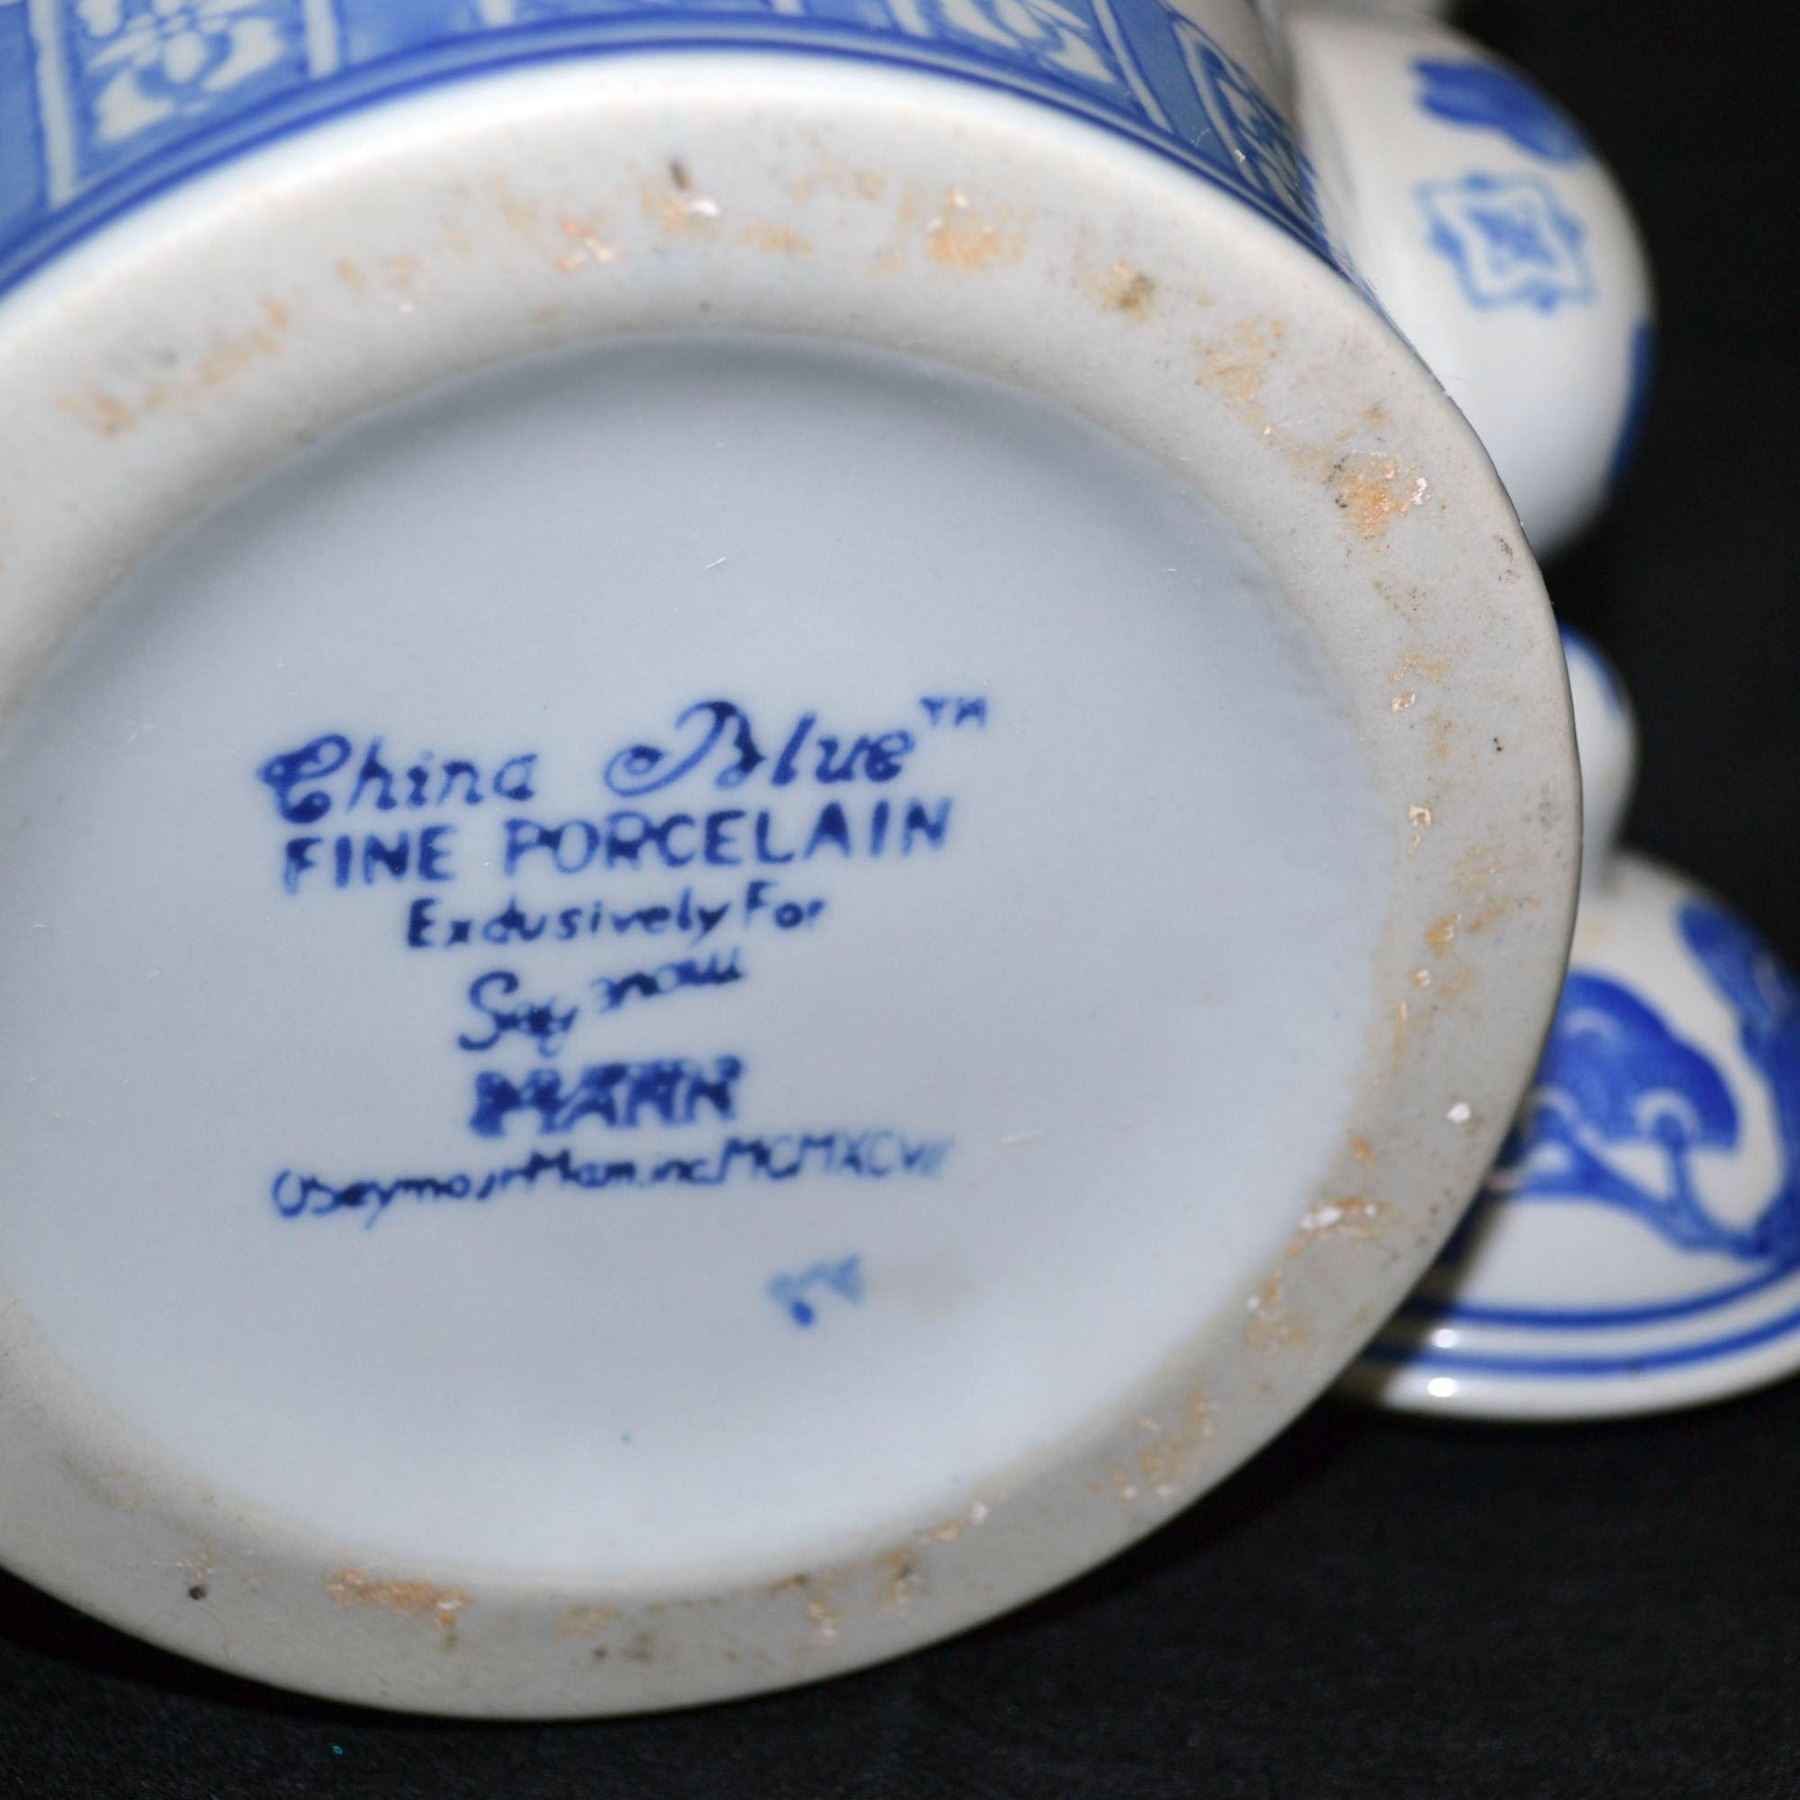 China Blue™
FINE PORCELAIN
Exclusively For
Seymour
MANN
©Seymour Mann, inc. MCMXCVII